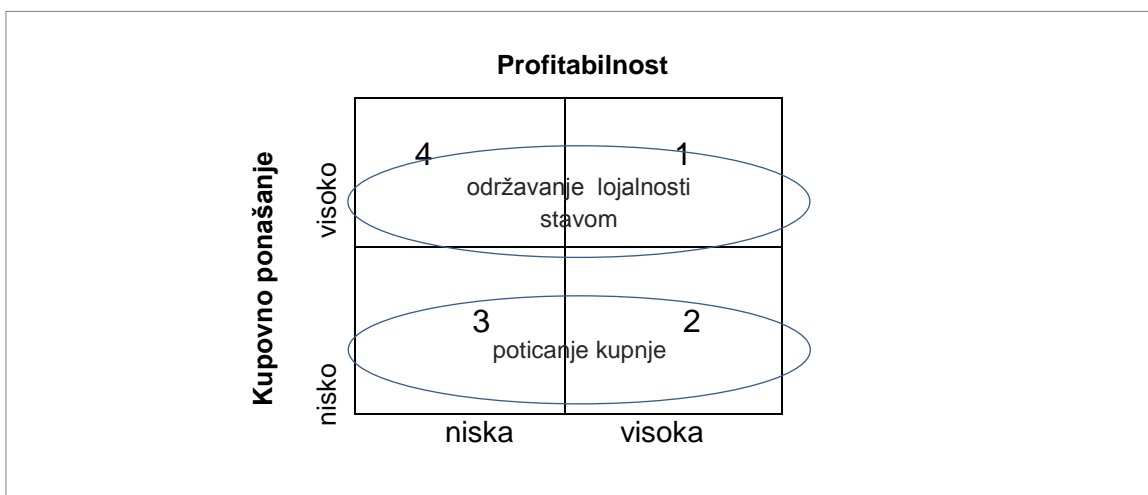 Profitabilnost
Kupovno ponašanje
visoko
4
1
održavanje lojalnosti
stavom
nisko
3
2
poticanje kupnje
niska
visoka